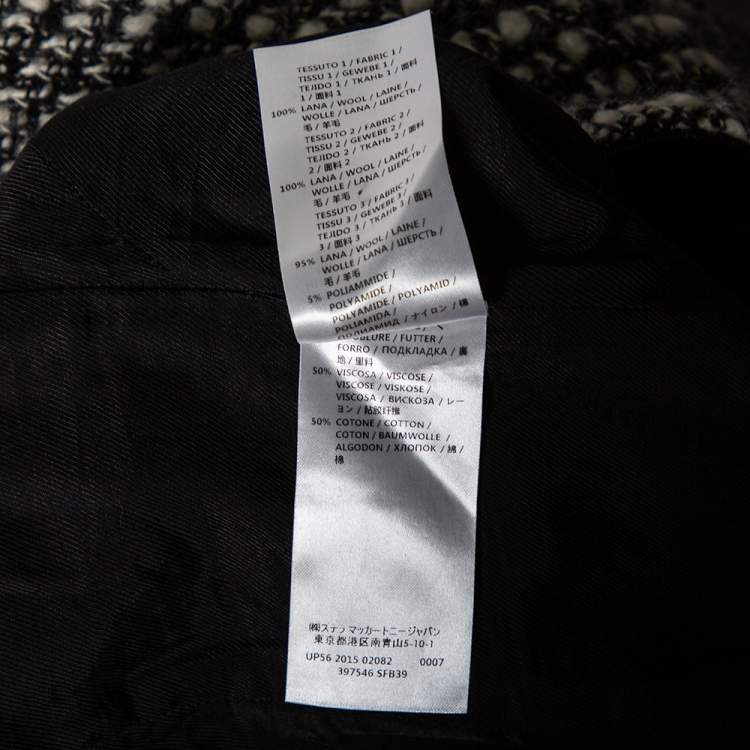 TESSUTO 1 / FABRIC 1 /
TISSU 1 / GEWEBE 1 /
TEJIDO 1 / ТКАНЬ 1 / 面料
1 / 面料 1
100% LANA / WOOL / LAINE /
WOLLE / LANA / ШЕРСТЬ /
毛 / 羊毛
TESSUTO 2 / FABRIC 2 /
TISSU 2 / GEWEBE 2 /
TEJIDO 2 / ТКАНЬ 2 / 面料
2 / 面料 2
100% LANA / WOOL / LAINE /
WOLLE / LANA / ШЕРСТЬ /
毛 / 羊毛
TESSUTO 3 / FABRIC 3 /
TISSU 3 / GEWEBE 3 /
TEJIDO 3 / ТКАНЬ 3 / 面料
3 / 面料 3
95% LANA / WOOL / LAINE /
WOLLE / LANA / ШЕРСТЬ /
毛 / 羊毛
5% POLIAMMIDE /
POLYAMIDE /
POLYAMIDE / POLYAMID /
POLIAMIDA /
ПОЛИАМИД / ナイロン / 锦
DOUBLURE / FUTTER /
FORRO / ПОДКЛАДКА / 裏
地 / 里料
50% VISCOSA / VISCOSE /
VISCOSE / VISKOSE /
VISCOSA / ВИСКОЗА / レー
ヨン / 粘胶纤维
50% COTONE / COTTON /
COTON / BAUMWOLLE /
ALGODON / ХЛОПОК / 綿 /
棉
㈱ステラ マッカートニージャパン
東京都港区南青山5-10-1
UP56 2015 02082 0007
397546 SFB39